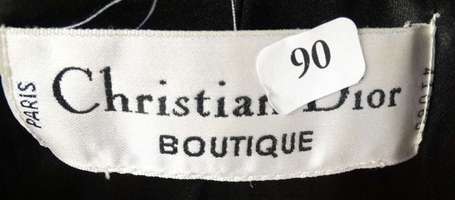 90
PARIS
Christian Dior
BOUTIQUE